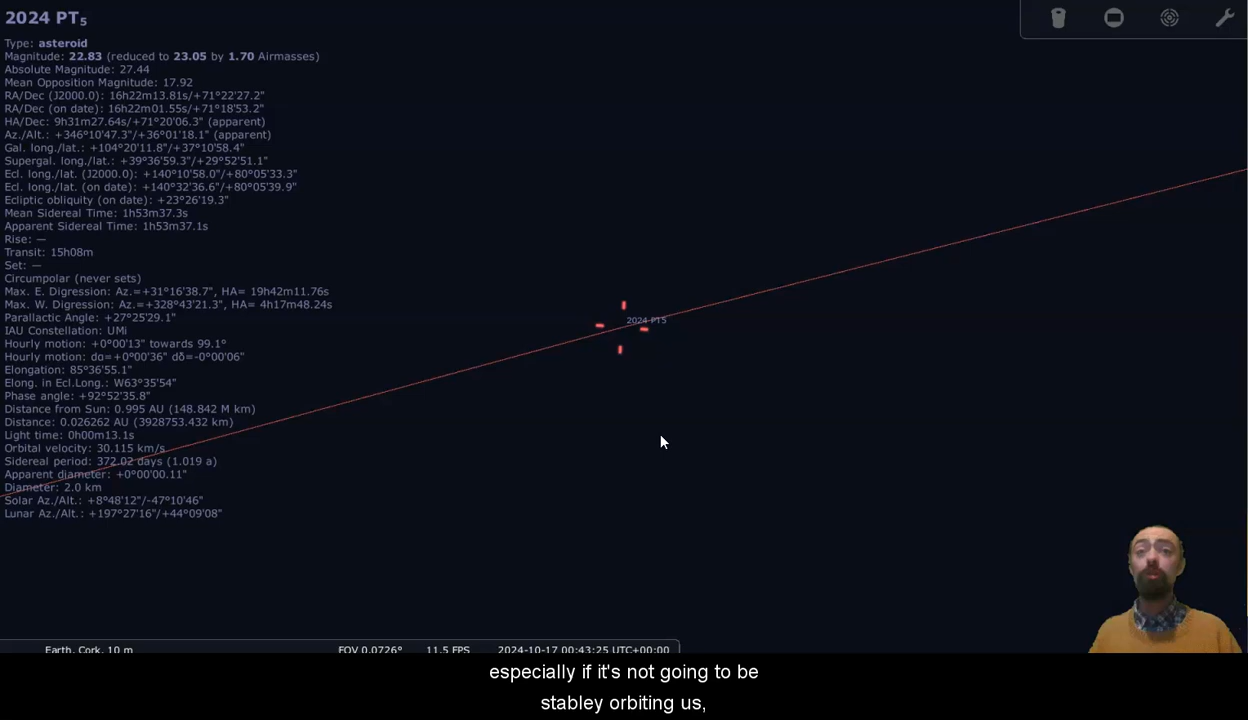 2024 PT₅
Type: asteroid
Magnitude: 22.83 (reduced to 23.05 by 1.70 Airmasses)
Absolute Magnitude: 27.44
Mean Opposition Magnitude: 17.92
RA/Dec (J2000.0): 16h22m13.81s/+71°22'27.2"
RA/Dec (on date): 16h22m01.55s/+71°18'53.2"
HA/Dec: 9h31m27.64s/+71°20'06.3" (apparent)
Az./Alt.: +346°10'47.3"/+36°01'18.1" (apparent)
Gal. long./lat.: +104°20'11.8"/+37°10'58.4"
Supergal. long./lat.: +39°36'59.3"/+29°52'51.1"
Ecl. long./lat. (J2000.0): +140°10'58.0"/+80°05'33.3"
Ecl. long./lat. (on date): +140°32'36.6"/+80°05'39.9"
Ecliptic obliquity (on date): +23°26'19.3"
Mean Sidereal Time: 1h53m37.3s
Apparent Sidereal Time: 1h53m37.1s
Rise: —
Transit: 15h08m
Set: —
Circumpolar (never sets)
Max. E. Digression: Az.=+31°16'38.7", HA= 19h42m11.76s
Max. W. Digression: Az.=+328°43'21.3", HA= 4h17m48.24s
Parallactic Angle: +27°25'29.1"
IAU Constellation: UMi
Hourly motion: +0°00'13" towards 99.1°
Hourly motion: dα=+0°00'36" dδ=-0°00'06"
Elongation: 85°36'55.1"
Elong. in Ecl.Long.: W63°35'54"
Phase angle: +92°52'35.8"
Distance from Sun: 0.995 AU (148.842 M km)
Distance: 0.026262 AU (3928753.432 km)
Light time: 0h00m13.1s
Orbital velocity: 30.115 km/s
Sidereal period: 372.02 days (1.019 a)
Apparent diameter: +0°00'00.11"
Diameter: 2.0 km
Solar Az./Alt.: +8°48'12"/-47°10'46"
Lunar Az./Alt.: +197°27'16"/+44°09'08"
2024 PT5
Earth, Cork, 10 m FOV 0.0726° 11.5 FPS 2024-10-17 00:43:25 UTC+00:00
especially if it's not going to be
stabley orbiting us,